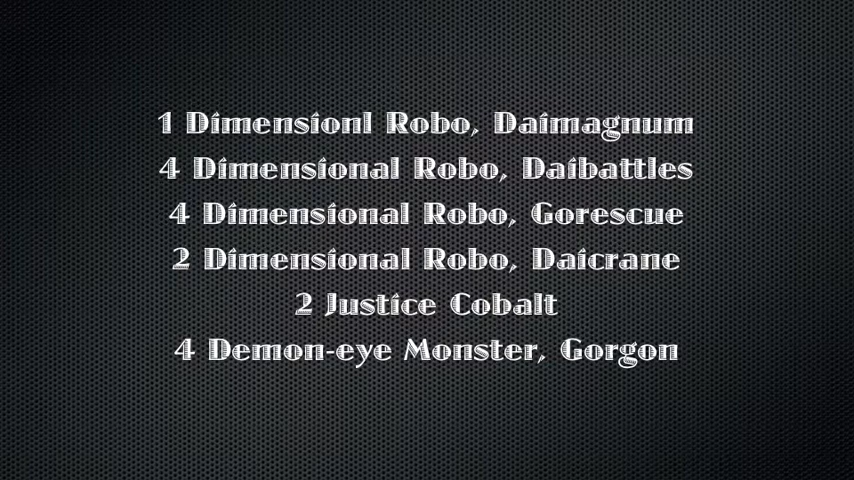 1 Dimensionl Robo, Daimagnum
4 Dimensional Robo, Daibattles
4 Dimensional Robo, Gorescue
2 Dimensional Robo, Daicrane
2 Justice Cobalt
4 Demon-eye Monster, Gorgon